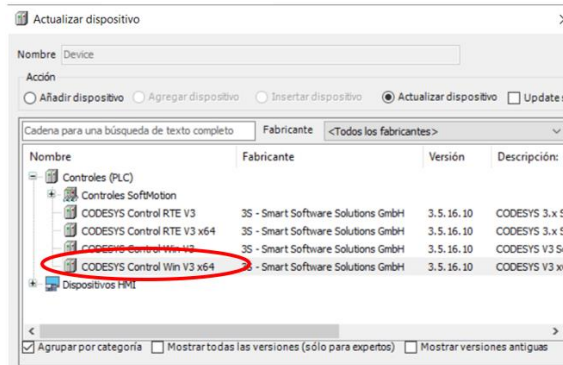 Actualizar dispositivo
Nombre Device
Acción
Añadir dispositivo Agregar dispositivo Insertar dispositivo Actualizar dispositivo Update
Cadena para una búsqueda de texto completo Fabricante <Todos los fabricantes>
Nombre Fabricante Versión Descripción:
Controles (PLC)
Controles SoftMotion
CODESYS Control RTE V3 3S - Smart Software Solutions GmbH 3.5.16.10 CODESYS 3.x S
CODESYS Control RTE V3 x64 3S - Smart Software Solutions GmbH 3.5.16.10 CODESYS 3.x S
CODESYS Control Win V3 3S - Smart Software Solutions GmbH 3.5.16.10 CODESYS V3 S
CODESYS Control Win V3 x64 3S - Smart Software Solutions GmbH 3.5.16.10 CODESYS V3 x
Dispositivos HMI
Agrupar por categoría Mostrar todas las versiones (sólo para expertos) Mostrar versiones antiguas